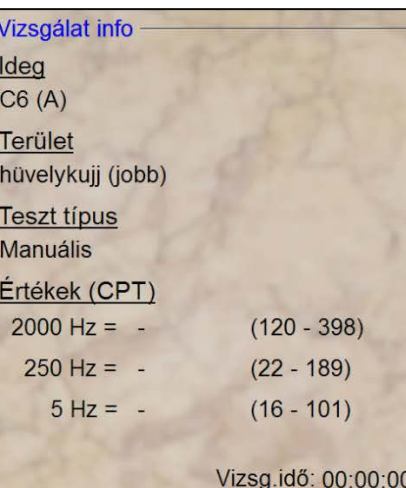 Vizsgálat info
Ideg
C6 (A)
Terület
hüvelykujj (jobb)
Teszt típus
Manuális
Értékek (CPT)
2000 Hz = - (120 - 398)
250 Hz = - (22 - 189)
5 Hz = - (16 - 101)
Vizsg.idő: 00:00:00